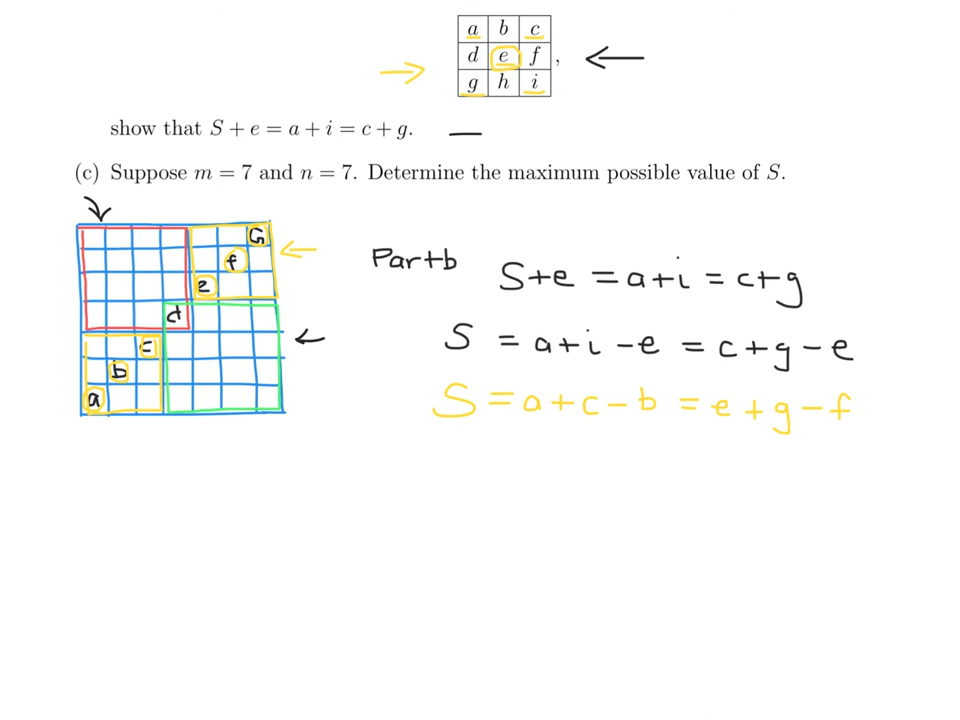 a b c
d e f ,
g h i
show that S + e = a + i = c + g.
(c) Suppose m = 7 and n = 7. Determine the maximum possible value of S.
G
f
e
d
c
b
a
Part b
S+e = a+i = c+g
S = a+i-e = c+g-e
S = a+c-b = e+g-f